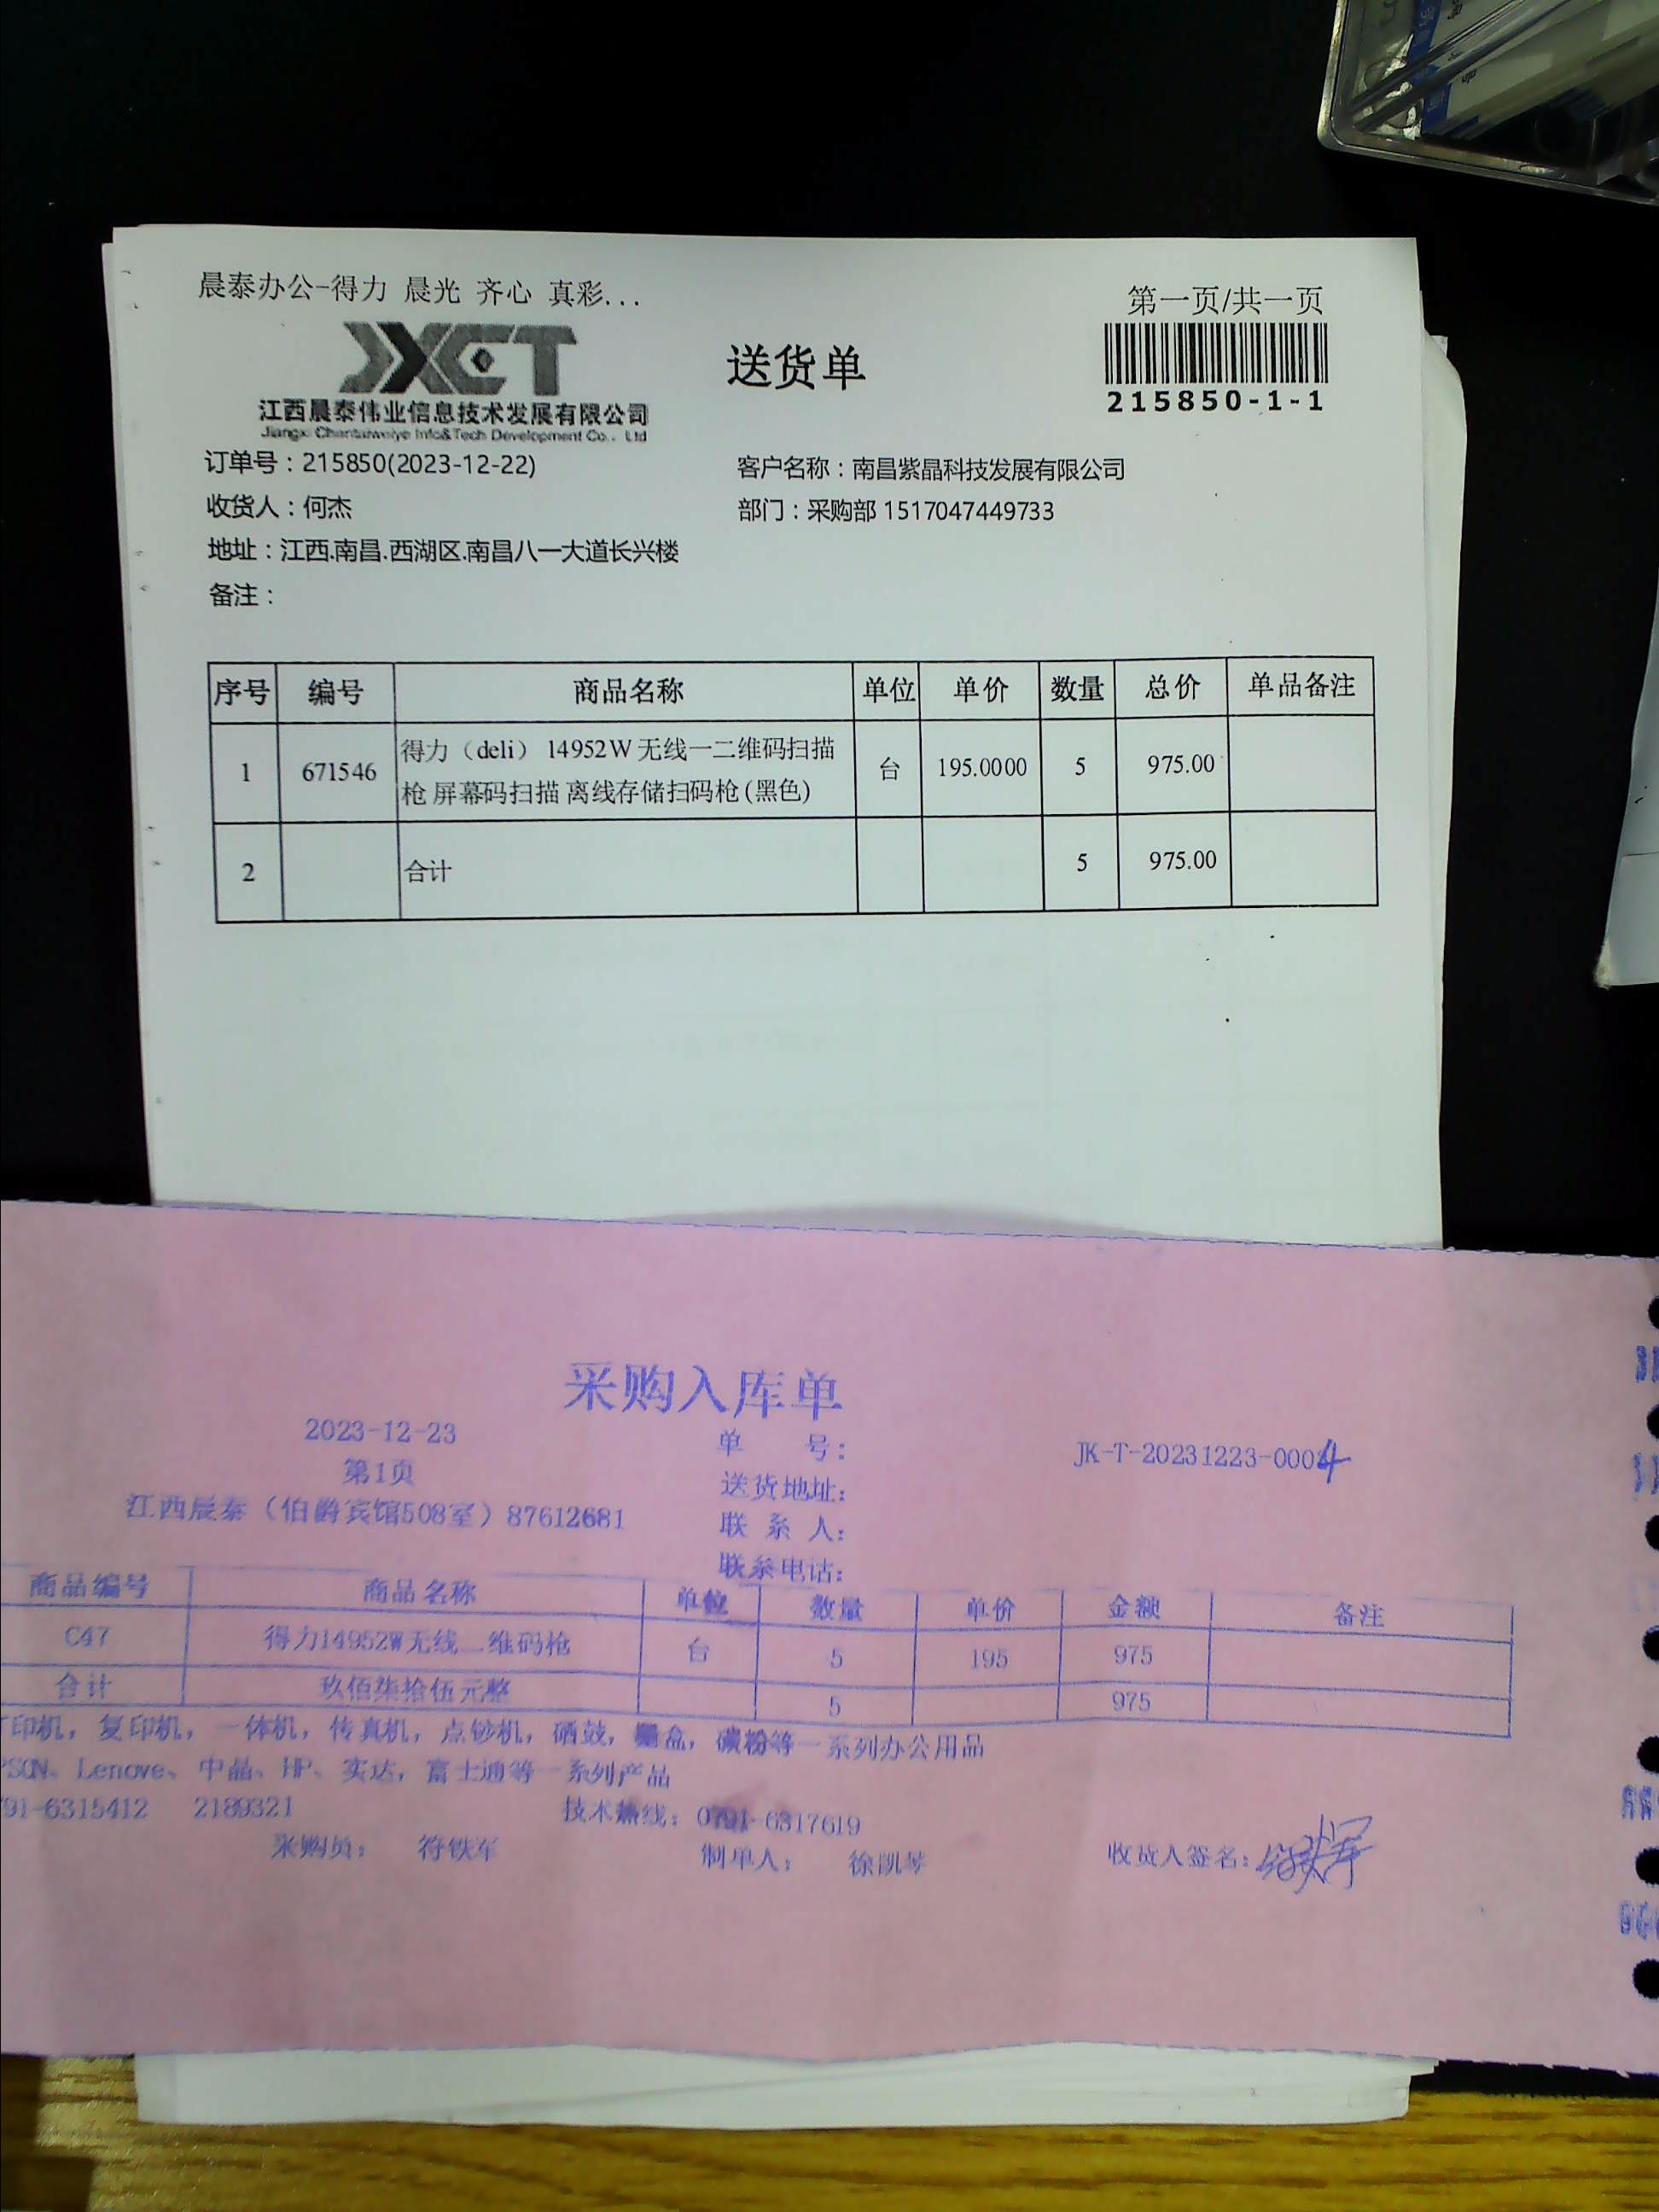 晨泰办公-得力 晨光 齐心 真彩...
第一页/共一页
JXCT
送货单
江西晨泰伟业信息技术发展有限公司
Jiangxi Chentaiweiye Info&Tech Development Co., Ltd
215850-1-1
订单号：215850(2023-12-22)
客户名称：南昌紫晶科技发展有限公司
收货人：何杰
部门：采购部 1517047449733
地址：江西.南昌.西湖区.南昌八一大道长兴楼
备注：
序号 编号 商品名称 单位 单价 数量 总价 单品备注
1 671546 得力（deli） 14952W 无线一二维码扫描 台 195.0000 5 975.00
枪 屏幕码扫描 离线存储扫码枪 (黑色)
2 合计 5 975.00
采购入库单
2023-12-23
单 号: JK-T-20231223-0004
第1页
送货地址:
江西晨泰（伯爵宾馆508室）87612681
联 系 人:
联系电话:
商品编号 商品名称 单位 数量 单价 金额 备注
C47 得力14952W无线二维码枪 台 5 195 975
合计 玖佰柒拾伍元整 5 975
印机，复印机，一体机，传真机，点钞机，硒鼓，墨盒，碳粉等一系列办公用品
PSON、Lenove、中晶、HP、实达，富士通等一系列产品
91-6315412 2189321 技术热线: 0791-6317619
采购员: 符铁军 制单人: 徐凯琴 收货人签名: